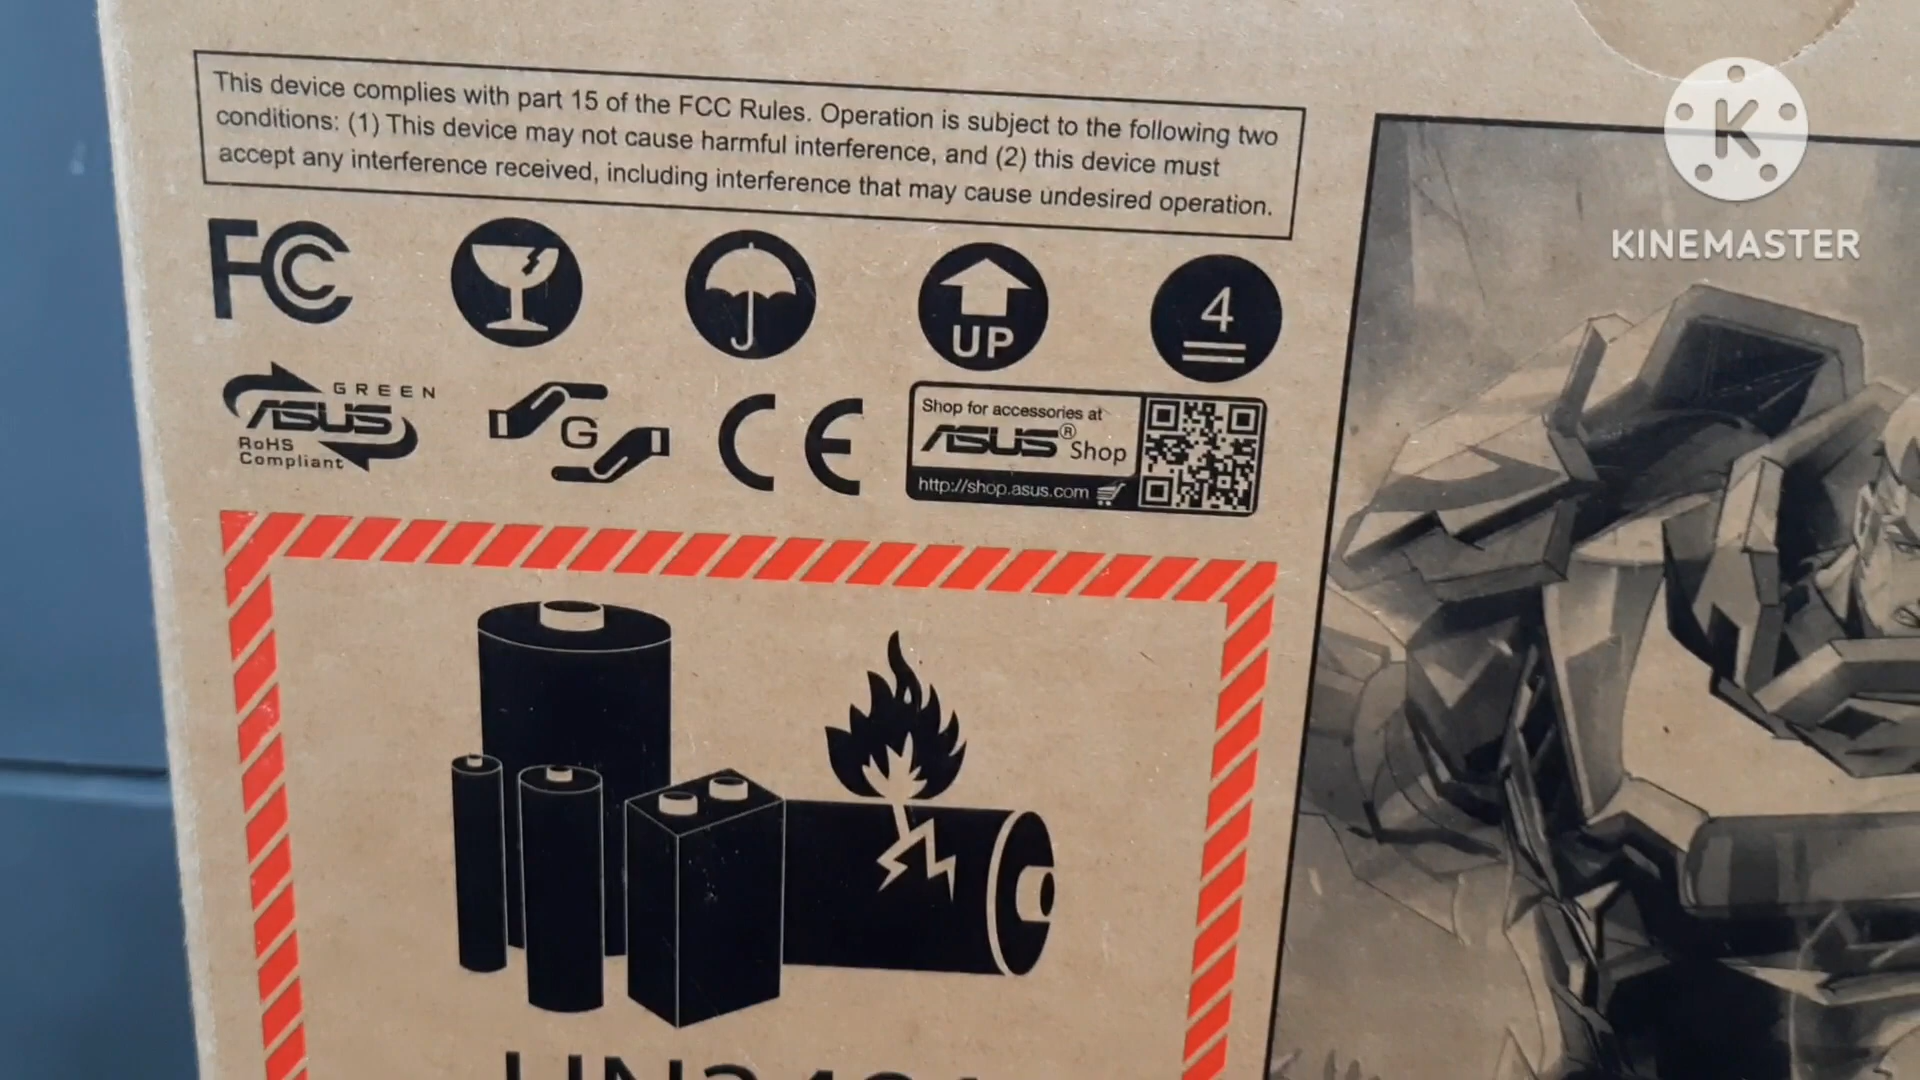 This device complies with part 15 of the FCC Rules. Operation is subject to the following two
conditions: (1) This device may not cause harmful interference, and (2) this device must
accept any interference received, including interference that may cause undesired operation.
K
KINEMASTER
FC
UP
4
GREEN
ASUS
RoHS
Compliant
G
CE
Shop for accessories at
ASUS® Shop
http://shop.asus.com